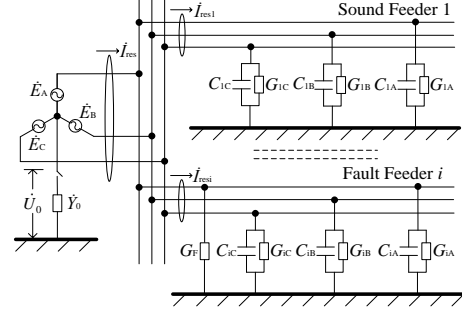 İres1
Sound Feeder 1
İres
ĖA
ĖB
ĖC
C1C G1C C1B G1B C1A G1A
U̇0
Ẏ0
İresi
Fault Feeder i
GF CiC GiC CiB GiB CiA GiA